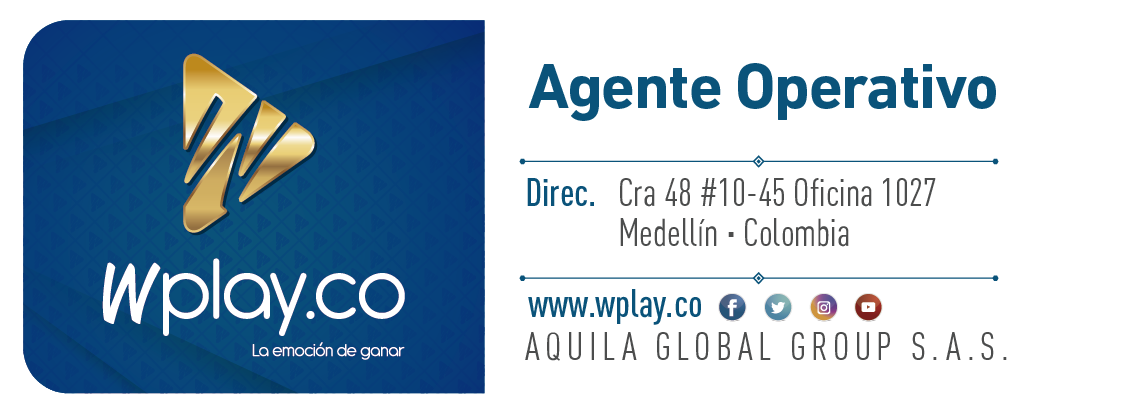 Wplay.co
La emoción de ganar
Agente Operativo
Direc. Cra 48 #10-45 Oficina 1027
Medellín · Colombia
www.wplay.co
AQUILA GLOBAL GROUP S.A.S.